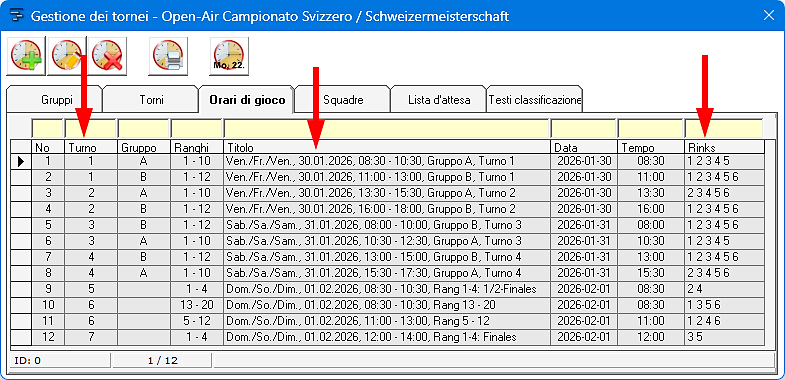 Gestione dei tornei - Open-Air Campionato Svizzero / Schweizermeisterschaft
Mo, 22.
Gruppi Torni Orari di gioco Squadre Lista d'attesa Testi classificazione
No Turno Gruppo Ranghi Titolo Data Tempo Rinks
1 1 A 1 - 10 Ven./Fr./Ven., 30.01.2026, 08:30 - 10:30, Gruppo A, Turno 1 2026-01-30 08:30 1 2 3 4 5
2 1 B 1 - 12 Ven./Fr./Ven., 30.01.2026, 11:00 - 13:00, Gruppo B, Turno 1 2026-01-30 11:00 1 2 3 4 5 6
3 2 A 1 - 10 Ven./Fr./Ven., 30.01.2026, 13:30 - 15:30, Gruppo A, Turno 2 2026-01-30 13:30 2 3 4 5 6
4 2 B 1 - 12 Ven./Fr./Ven., 30.01.2026, 16:00 - 18:00, Gruppo B, Turno 2 2026-01-30 16:00 1 2 3 4 5 6
5 3 B 1 - 12 Sab./Sa./Sam., 31.01.2026, 08:00 - 10:00, Gruppo B, Turno 3 2026-01-31 08:00 1 2 3 4 5 6
6 3 A 1 - 10 Sab./Sa./Sam., 31.01.2026, 10:30 - 12:30, Gruppo A, Turno 3 2026-01-31 10:30 1 2 3 4 5
7 4 B 1 - 12 Sab./Sa./Sam., 31.01.2026, 13:00 - 15:00, Gruppo B, Turno 4 2026-01-31 13:00 1 2 3 4 5 6
8 4 A 1 - 10 Sab./Sa./Sam., 31.01.2026, 15:30 - 17:30, Gruppo A, Turno 4 2026-01-31 15:30 2 3 4 5 6
9 5 1 - 4 Dom./So./Dim., 01.02.2026, 08:30 - 10:30, Rang 1-4: 1/2-Finales 2026-02-01 08:30 2 4
10 6 13 - 20 Dom./So./Dim., 01.02.2026, 08:30 - 10:30, Rang 13 - 20 2026-02-01 08:30 1 3 5 6
11 6 5 - 12 Dom./So./Dim., 01.02.2026, 11:00 - 13:00, Rang 5 - 12 2026-02-01 11:00 1 2 4 6
12 7 1 - 4 Dom./So./Dim., 01.02.2026, 12:00 - 14:00, Rang 1-4: Finales 2026-02-01 12:00 3 5
ID: 0 1 / 12